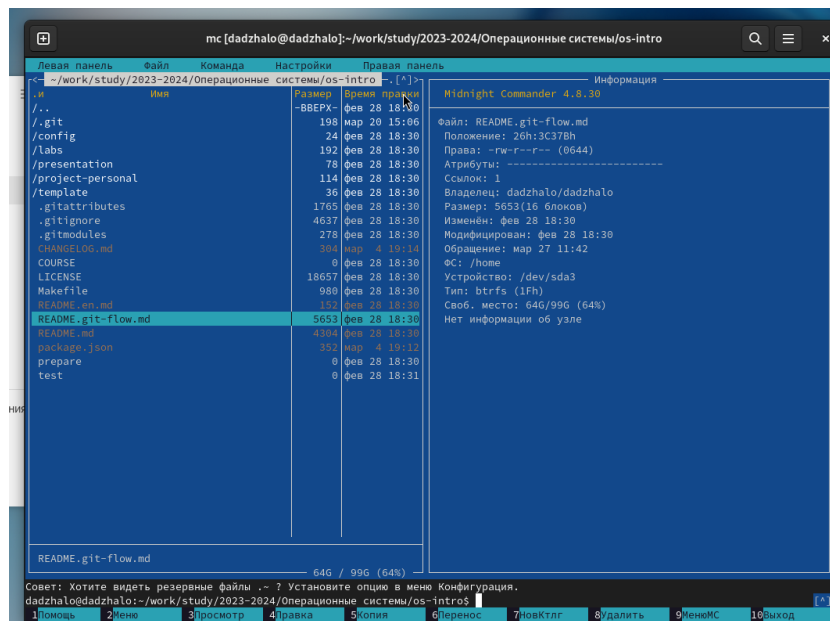 mc [dadzhalo@dadzhalo]:~/work/study/2023-2024/Операционные системы/os-intro
Левая панель Файл Команда Настройки Правая панель
<— ~/work/study/2023-2024/Операционные системы/os-intro —.[^]>
.и Имя Размер Время правки
/.. -ВВЕРХ- фев 28 18:30
/.git 198 мар 20 15:06
/config 24 фев 28 18:30
/labs 192 фев 28 18:30
/presentation 78 фев 28 18:30
/project-personal 114 фев 28 18:30
/template 36 фев 28 18:30
.gitattributes 1765 фев 28 18:30
.gitignore 4637 фев 28 18:30
.gitmodules 278 фев 28 18:30
CHANGELOG.md 304 мар 4 19:14
COURSE 0 фев 28 18:30
LICENSE 18657 фев 28 18:30
Makefile 980 фев 28 18:30
README.en.md 152 фев 28 18:30
README.git-flow.md 5653 фев 28 18:30
README.md 4304 фев 28 18:30
package.json 352 мар 4 19:12
prepare 0 фев 28 18:30
test 0 фев 28 18:31
README.git-flow.md
64G / 99G (64%)
Информация
Midnight Commander 4.8.30
Файл: README.git-flow.md
Положение: 26h:3C37Bh
Права: -rw-r--r-- (0644)
Атрибуты: -------------------------
Ссылок: 1
Владелец: dadzhalo/dadzhalo
Размер: 5653(16 блоков)
Изменён: фев 28 18:30
Модифицирован: фев 28 18:30
Обращение: мар 27 11:42
ФС: /home
Устройство: /dev/sda3
Тип: btrfs (1Fh)
Своб. место: 64G/99G (64%)
Нет информации об узле
Совет: Хотите видеть резервные файлы .~ ? Установите опцию в меню Конфигурация.
dadzhalo@dadzhalo:~/work/study/2023-2024/Операционные системы/os-intro$ [^]
1Помощь 2Меню 3Просмотр 4Правка 5Копия 6Перенос 7НовКтлг 8Удалить 9МенюМС 10Выход